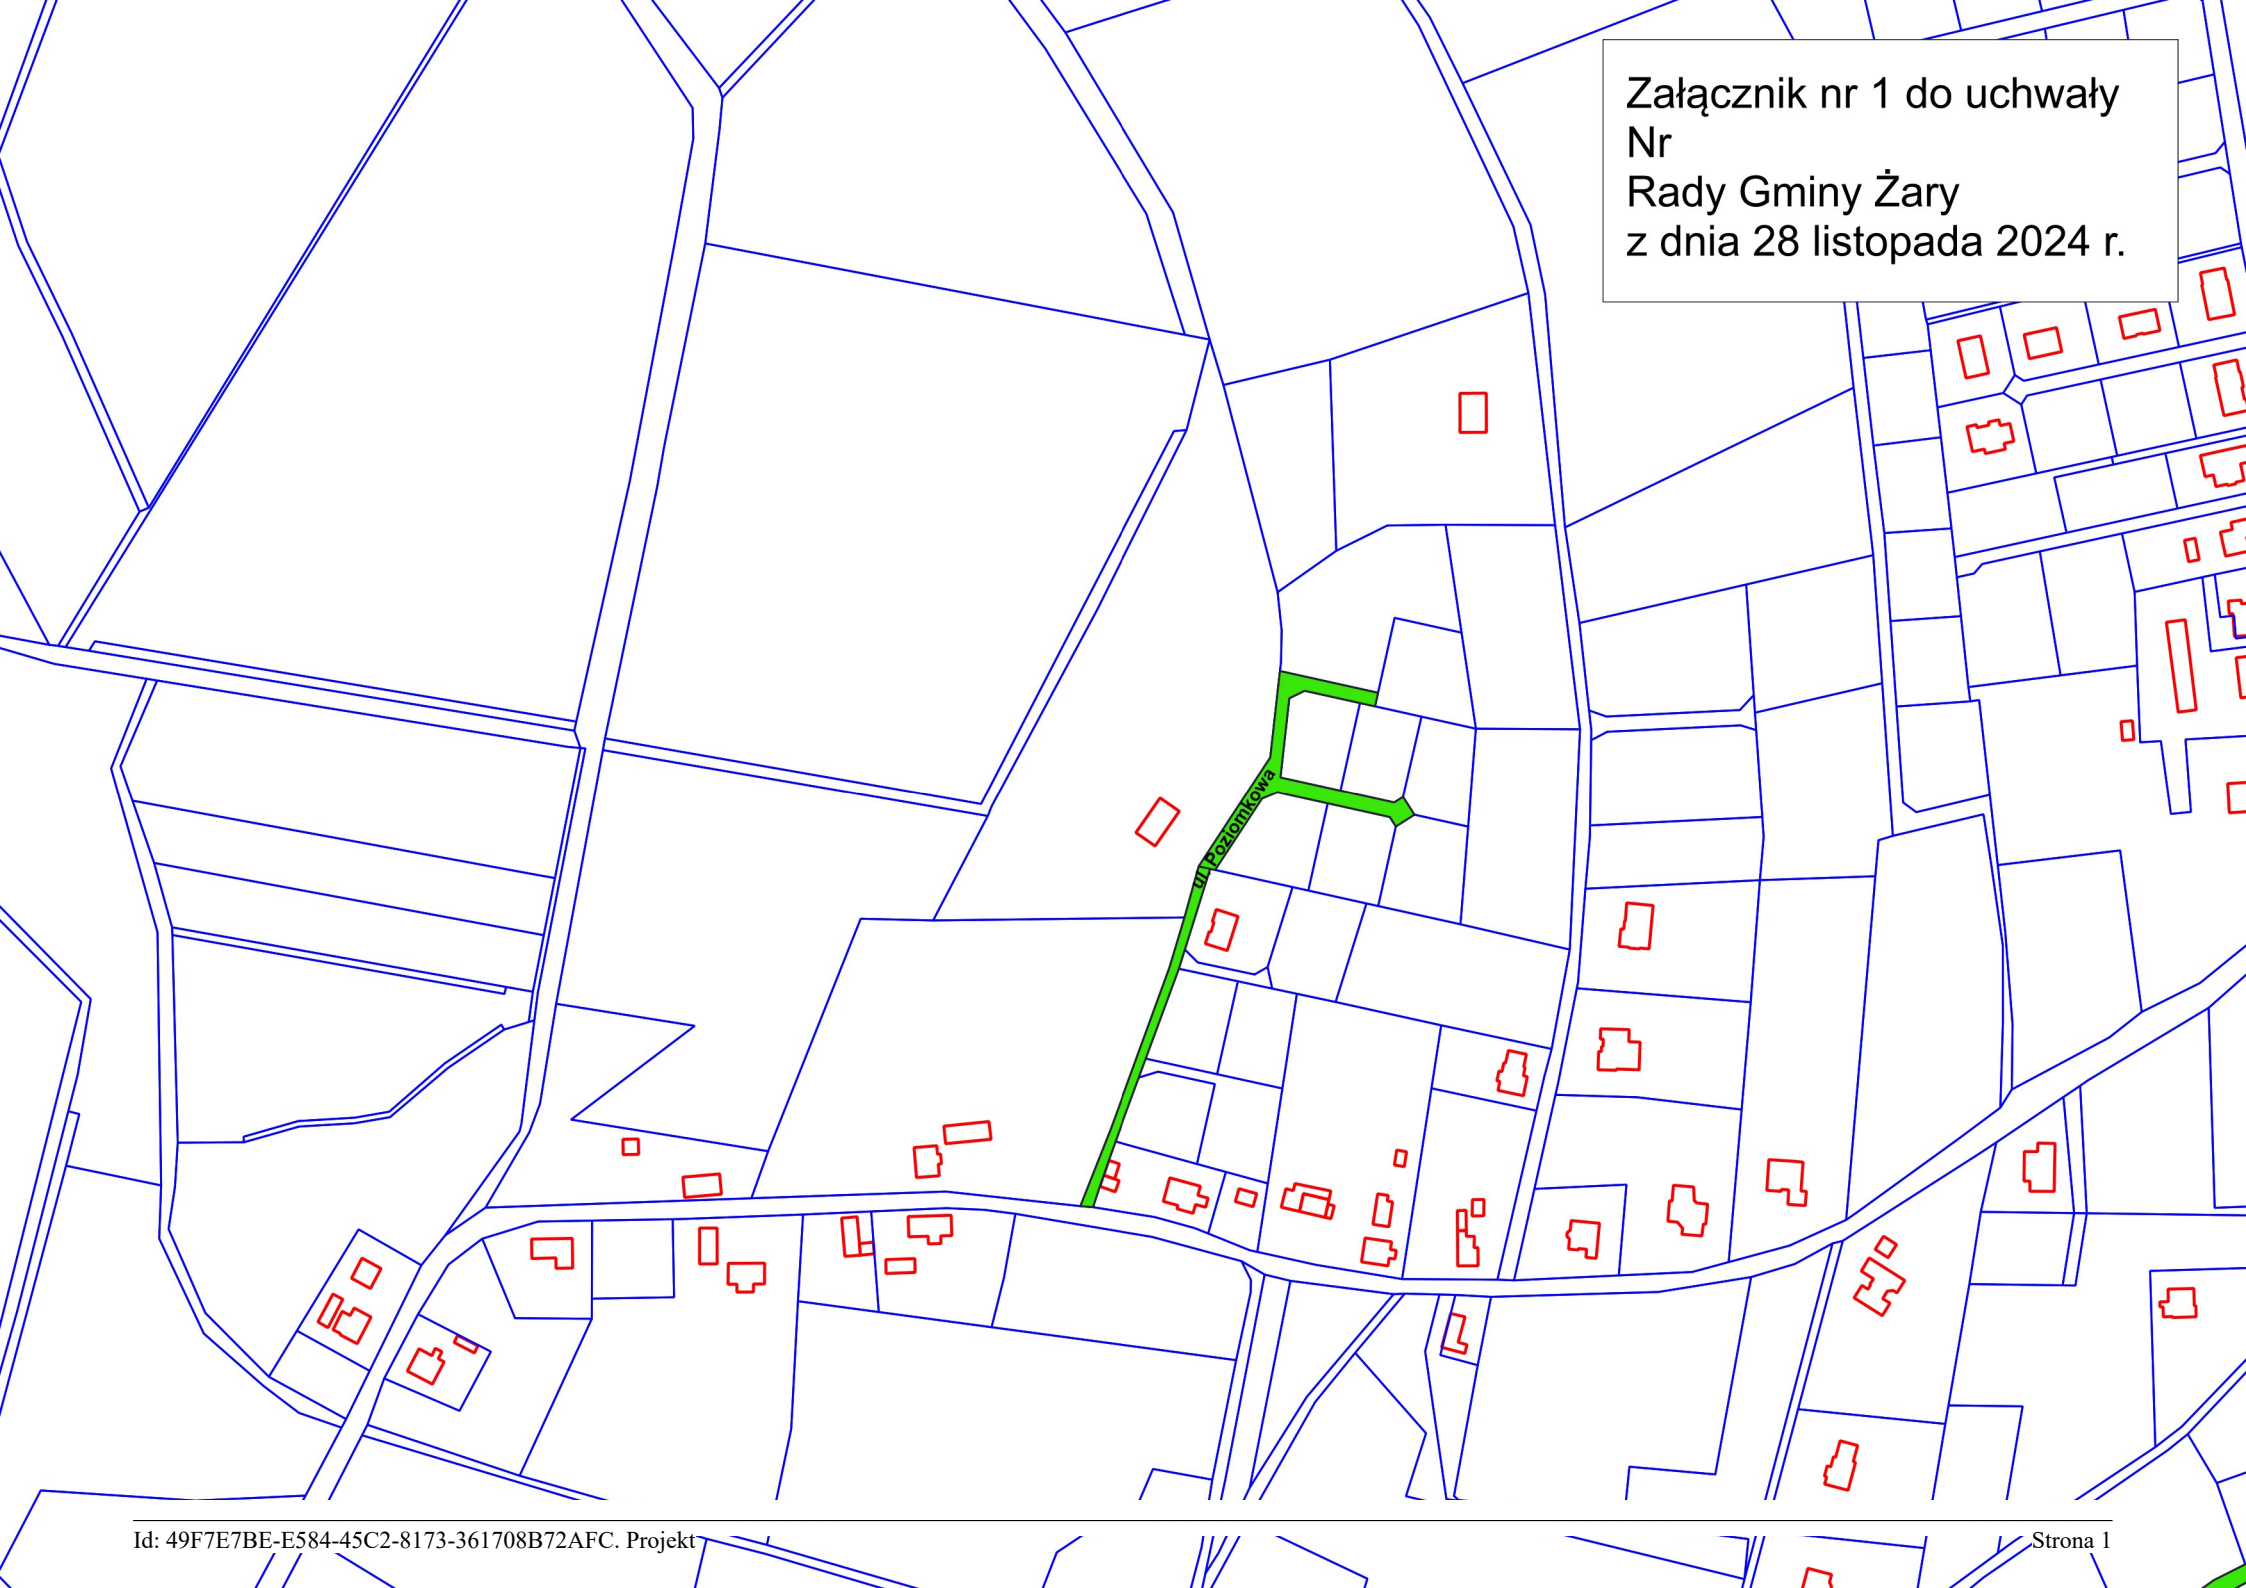 Załącznik nr 1 do uchwały
Nr
Rady Gminy Żary
z dnia 28 listopada 2024 r.
ul. Poziomkowa
Id: 49F7E7BE-E584-45C2-8173-361708B72AFC. Projekt
Strona 1